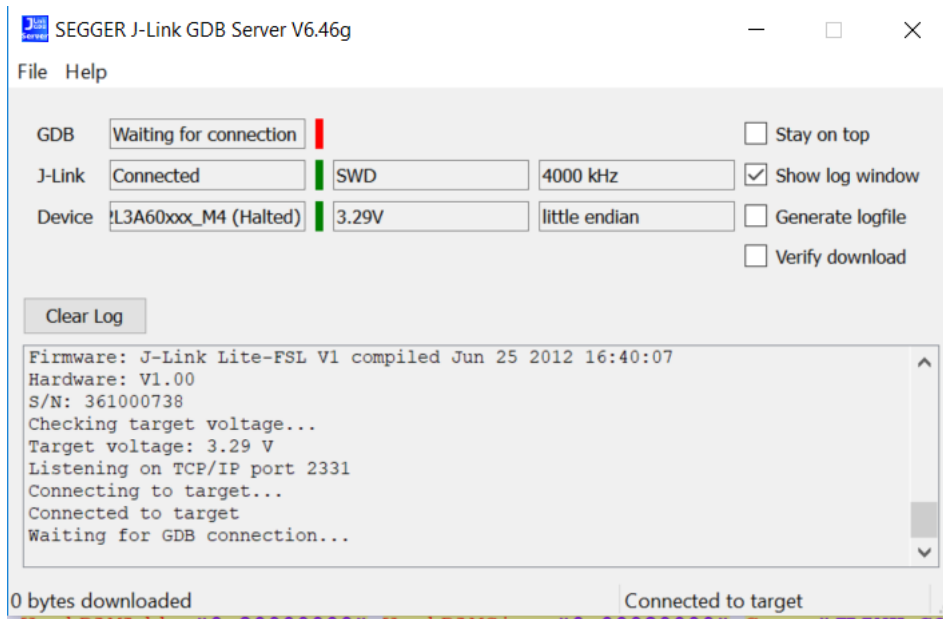 SEGGER J-Link GDB Server V6.46g
File Help
GDB Waiting for connection Stay on top
J-Link Connected SWD 4000 kHz Show log window
Device L3A60xxx_M4 (Halted) 3.29V little endian Generate logfile
Verify download
Clear Log
Firmware: J-Link Lite-FSL V1 compiled Jun 25 2012 16:40:07
Hardware: V1.00
S/N: 361000738
Checking target voltage...
Target voltage: 3.29 V
Listening on TCP/IP port 2331
Connecting to target...
Connected to target
Waiting for GDB connection...
0 bytes downloaded Connected to target